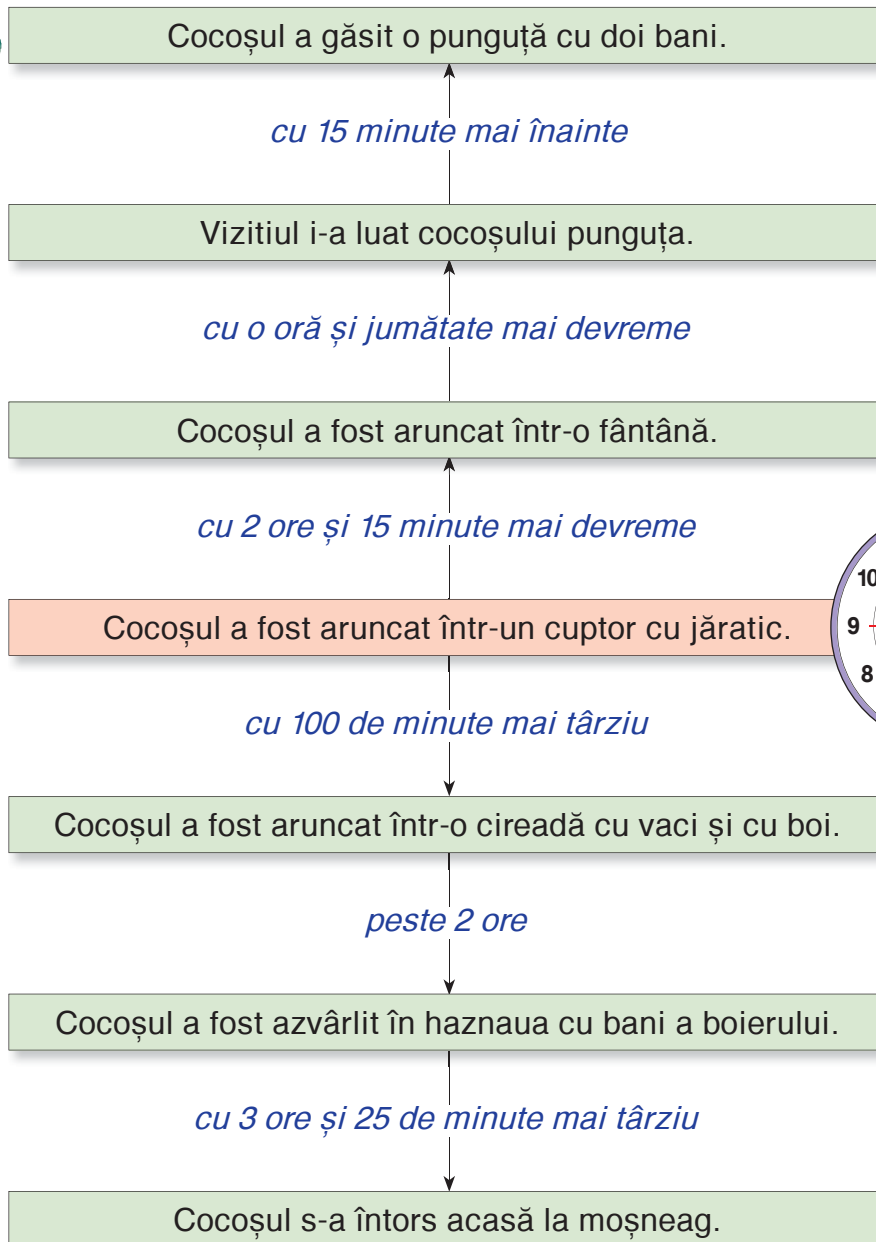 Cocoșul a găsit o punguță cu doi bani.
cu 15 minute mai înainte
Vizitiul i-a luat cocoșului punguța.
cu o oră și jumătate mai devreme
Cocoșul a fost aruncat într-o fântână.
cu 2 ore și 15 minute mai devreme
10
Cocoșul a fost aruncat într-un cuptor cu jăratic.
9
8
cu 100 de minute mai târziu
Cocoșul a fost aruncat într-o cireadă cu vaci și cu boi.
peste 2 ore
Cocoșul a fost azvârlit în haznaua cu bani a boierului.
cu 3 ore și 25 de minute mai târziu
Cocoșul s-a întors acasă la moșneag.